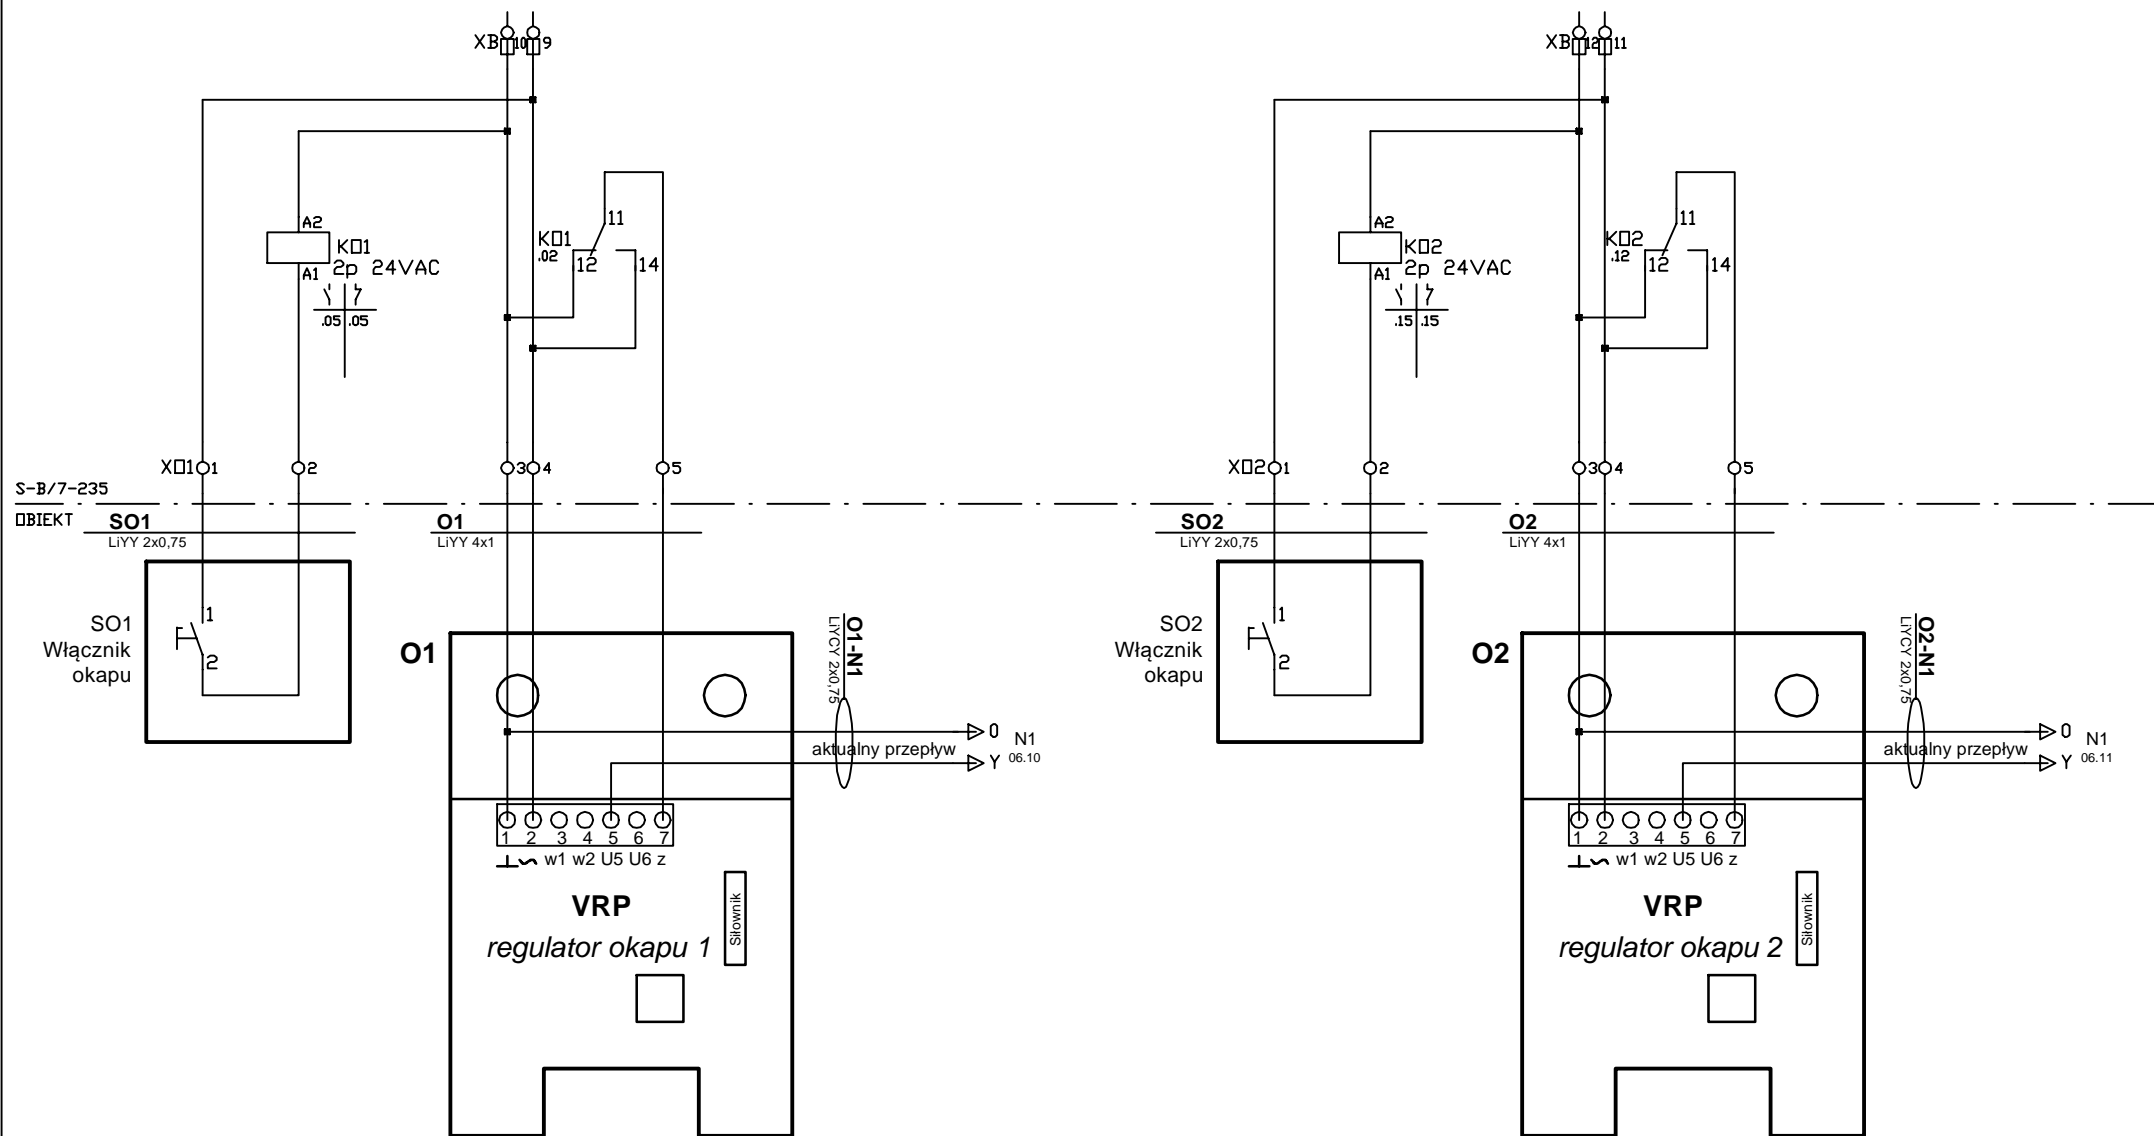 XB 10 9
A2
KO1
A1 2p 24VAC
.05 .05
KO1
.02
11
12 14
XO1 1 2 3 4 5
S-B/7-235
OBIEKT
SO1
LiYY 2x0,75
O1
LiYY 4x1
SO1
Włącznik
okapu
1
2
O1
O1-N1
LiYCY 2x0,75
0
aktualny przepływ
Y
N1
06.10
1 2 3 4 5 6 7
⊥ ~ w1 w2 U5 U6 z
VRP
regulator okapu 1
Siłownik
XB 12 11
A2
KO2
A1 2p 24VAC
.15 .15
KO2
.12
11
12 14
XO2 1 2 3 4 5
SO2
LiYY 2x0,75
O2
LiYY 4x1
SO2
Włącznik
okapu
1
2
O2
O2-N1
LiYCY 2x0,75
0
aktualny przepływ
Y
N1
06.11
1 2 3 4 5 6 7
⊥ ~ w1 w2 U5 U6 z
VRP
regulator okapu 2
Siłownik